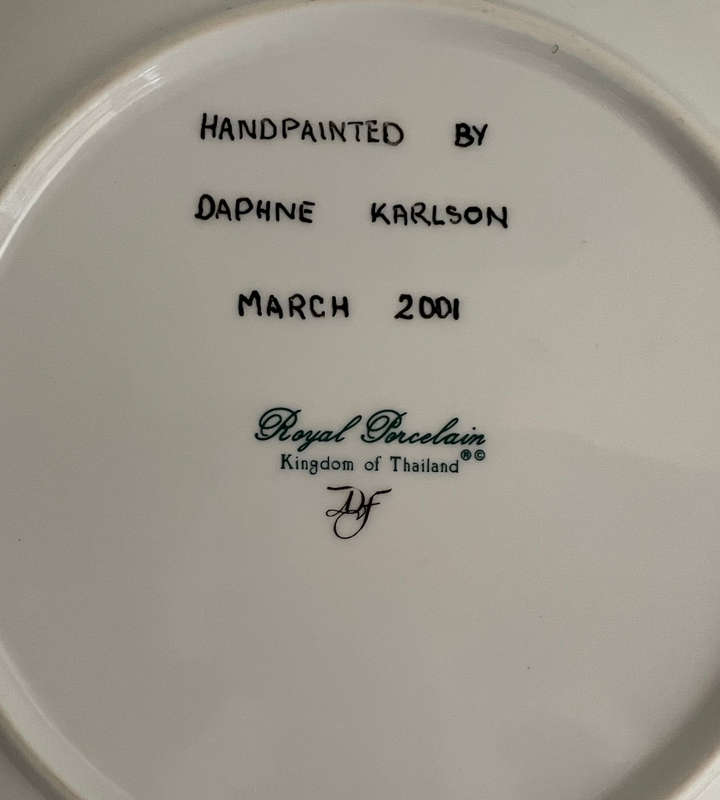 HANDPAINTED BY
DAPHNE KARLSON
MARCH 2001
Royal Porcelain
Kingdom of Thailand ®©